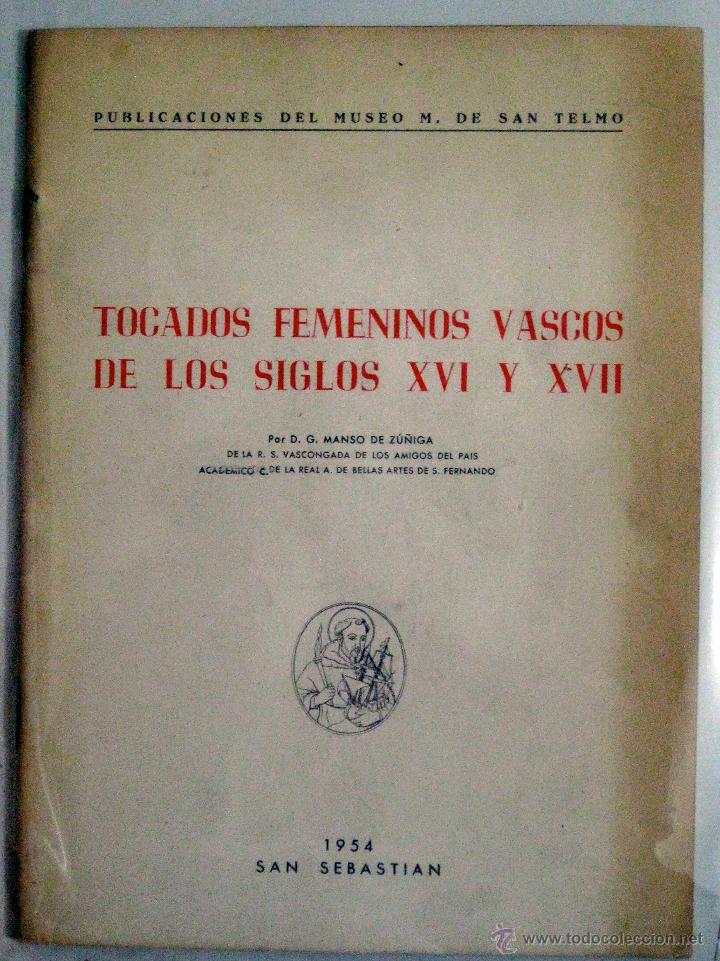 PUBLICACIONES DEL MUSEO M. DE SAN TELMO
TOCADOS FEMENINOS VASCOS
DE LOS SIGLOS XVI Y XVII
Por D. G. MANSO DE ZÚÑIGA
DE LA R. S. VASCONGADA DE LOS AMIGOS DEL PAIS
ACADEMICO C. DE LA REAL A. DE BELLAS ARTES DE S. FERNANDO
1954
SAN SEBASTIAN
© www.todocoleccion.net